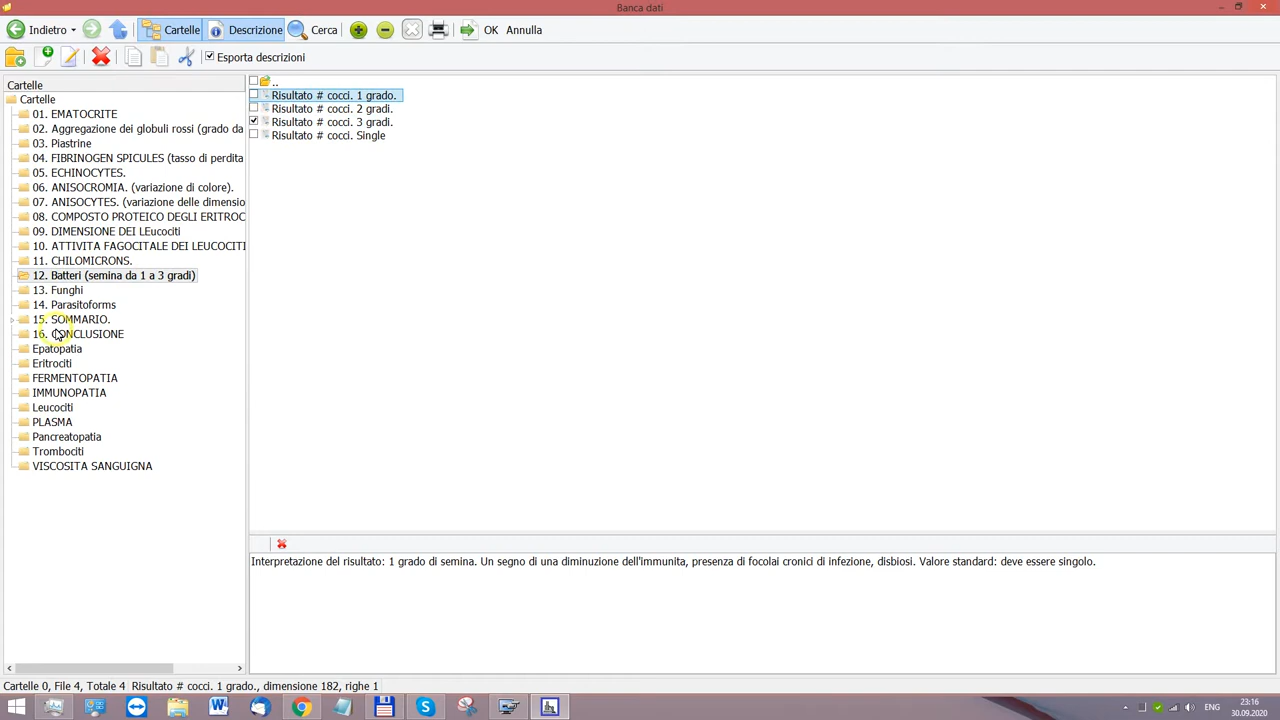 Banca dati
Indietro
Cartelle
Descrizione
Cerca
OK
Annulla
Esporta descrizioni
Cartelle
Cartelle
01. EMATOCRITE
02. Aggregazione dei globuli rossi (grado da
03. Piastrine
04. FIBRINOGEN SPICULES (tasso di perdita
05. ECHINOCYTES.
06. ANISOCROMIA. (variazione di colore).
07. ANISOCYTES. (variazione delle dimensio
08. COMPOSTO PROTEICO DEGLI ERITROC
09. DIMENSIONE DEI LEucociti
10. ATTIVITA FAGOCITALE DEI LEUCOCITI
11. CHILOMICRONS.
12. Batteri (semina da 1 a 3 gradi)
13. Funghi
14. Parasitoforms
15. SOMMARIO.
16. CONCLUSIONE
Epatopatia
Eritrociti
FERMENTOPATIA
IMMUNOPATIA
Leucociti
PLASMA
Pancreatopatia
Trombociti
VISCOSITA SANGUIGNA
..
Risultato # cocci. 1 grado.
Risultato # cocci. 2 gradi.
Risultato # cocci. 3 gradi.
Risultato # cocci. Single
Interpretazione del risultato: 1 grado di semina. Un segno di una diminuzione dell'immunita, presenza di focolai cronici di infezione, disbiosi. Valore standard: deve essere singolo.
Cartelle 0, File 4, Totale 4 Risultato # cocci. 1 grado., dimensione 182, righe 1
ENG
23:16
30.09.2020